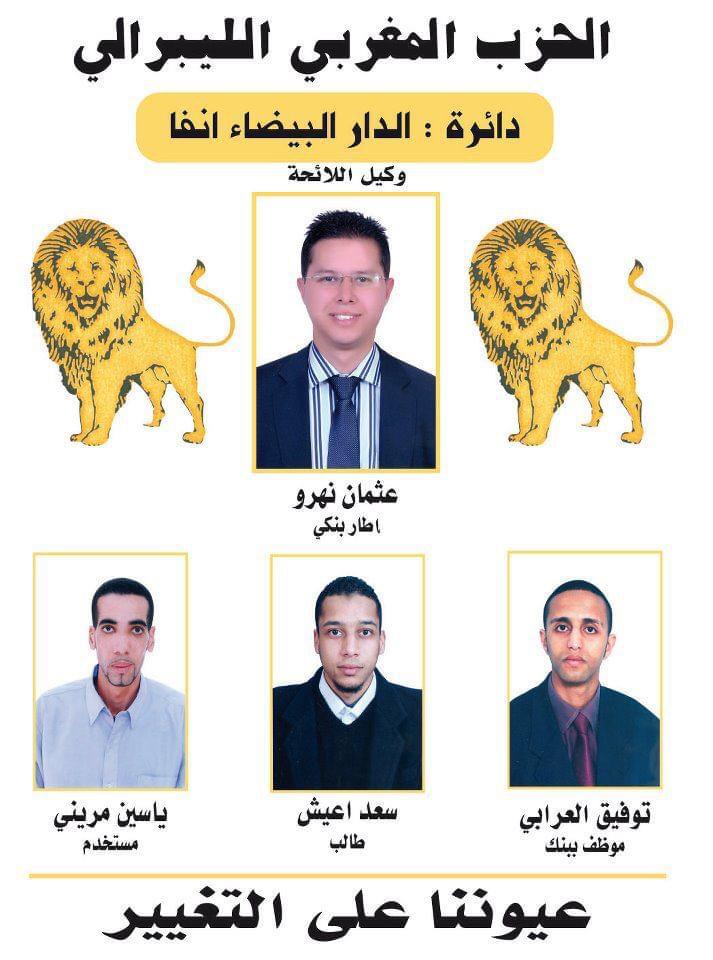 الحزب المغربي الليبرالي
دائرة : الدار البيضاء انفا
وكيل اللائحة
عثمان نهرو
اطار بنكي
توفيق العرابي
موظف ببنك
سعد اعيش
طالب
ياسين مريني
مستخدم
عيوننا على التغيير